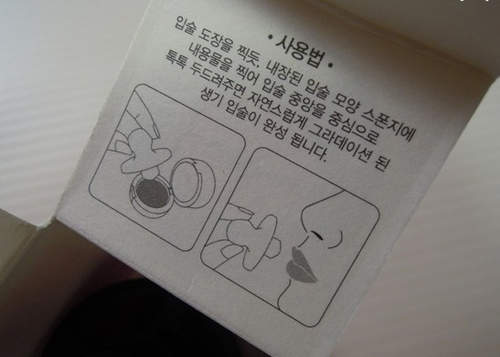 • 사용법 •
입술 도장을 찍듯, 내장된 입술 모양 스폰지에
내용물을 찍어 입술 중앙을 중심으로
톡톡 두드려주면 자연스럽게 그라데이션 된
생기 입술이 완성 됩니다.